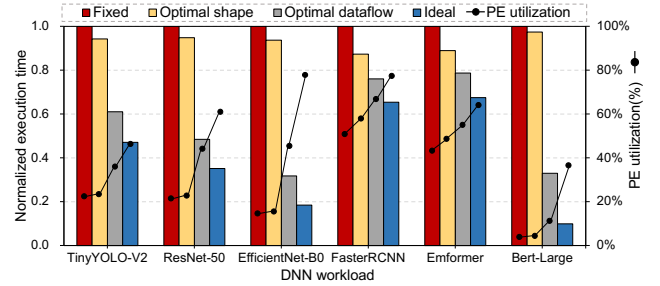 Fixed Optimal shape Optimal dataflow Ideal PE utilization
Normalized execution time
1.0
0.8
0.6
0.4
0.2
0.0
100%
80%
60%
40%
20%
0%
PE utilization(%)
TinyYOLO-V2 ResNet-50 EfficientNet-B0 FasterRCNN Emformer Bert-Large
DNN workload